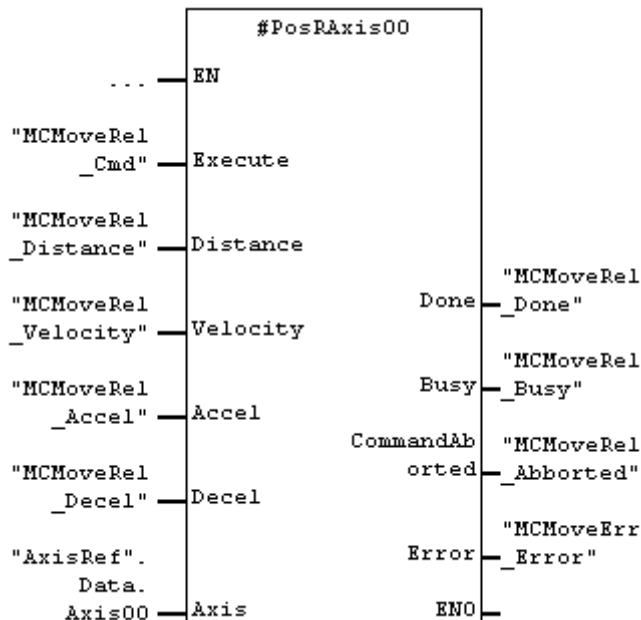 #PosRAxis00
... EN
"MCMoveRel
_Cmd" Execute
"MCMoveRel
_Distance" Distance
"MCMoveRel
_Velocity" Velocity
"MCMoveRel
_Accel" Accel
"MCMoveRel
_Decel" Decel
"AxisRef".
Data.
Axis00 Axis
"MCMoveRel
Done _Done"
"MCMoveRel
Busy _Busy"
CommandAb "MCMoveRel
orted _Abborted"
"MCMoveErr
Error _Error"
ENO